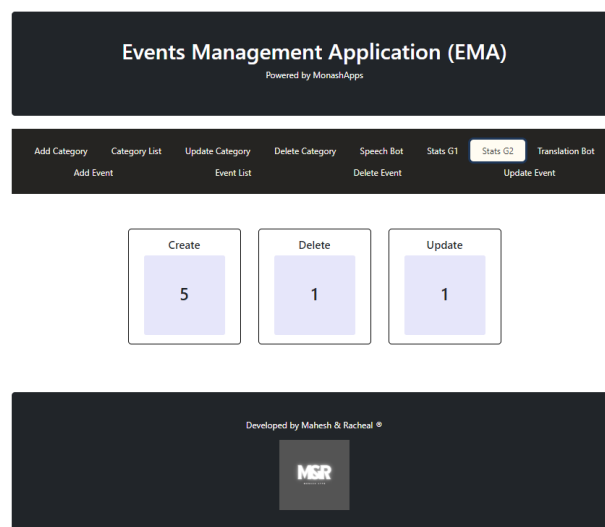 Events Management Application (EMA)
Powered by MonashApps
Add Category Category List Update Category Delete Category Speech Bot Stats G1 Stats G2 Translation Bot
Add Event Event List Delete Event Update Event
Create Delete Update
5 1 1
Developed by Mahesh & Racheal ®
M&R